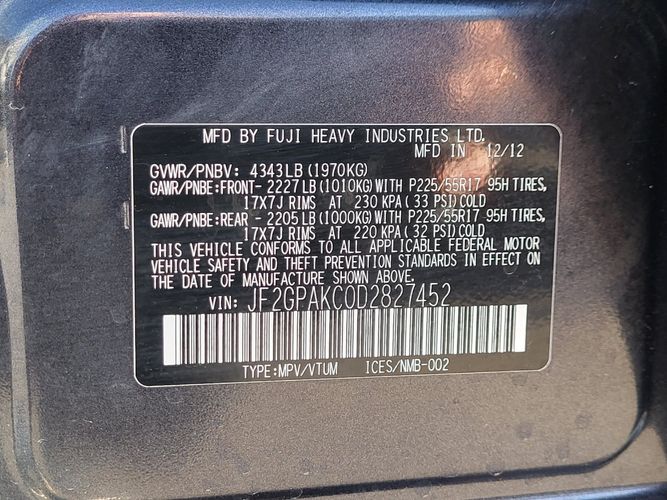 MFD BY FUJI HEAVY INDUSTRIES LTD.
MFD IN 12/12
GVWR/PNBV: 4343LB (1970KG)
GAWR/PNBE:FRONT- 2227LB (1010KG) WITH P225/55R17 95H TIRES,
17X7J RIMS AT 230 KPA (33 PSI) COLD
GAWR/PNBE:REAR - 2205LB (1000KG) WITH P225/55R17 95H TIRES,
17X7J RIMS AT 220 KPA (32 PSI) COLD
THIS VEHICLE CONFORMS TO ALL APPLICABLE FEDERAL MOTOR
VEHICLE SAFETY AND THEFT PREVENTION STANDARDS IN EFFECT ON
THE DATE OF MANUFACTURE SHOWN ABOVE.
VIN: JF2GPAKC0D2827452
TYPE:MPV/VTUM ICES/NMB-002